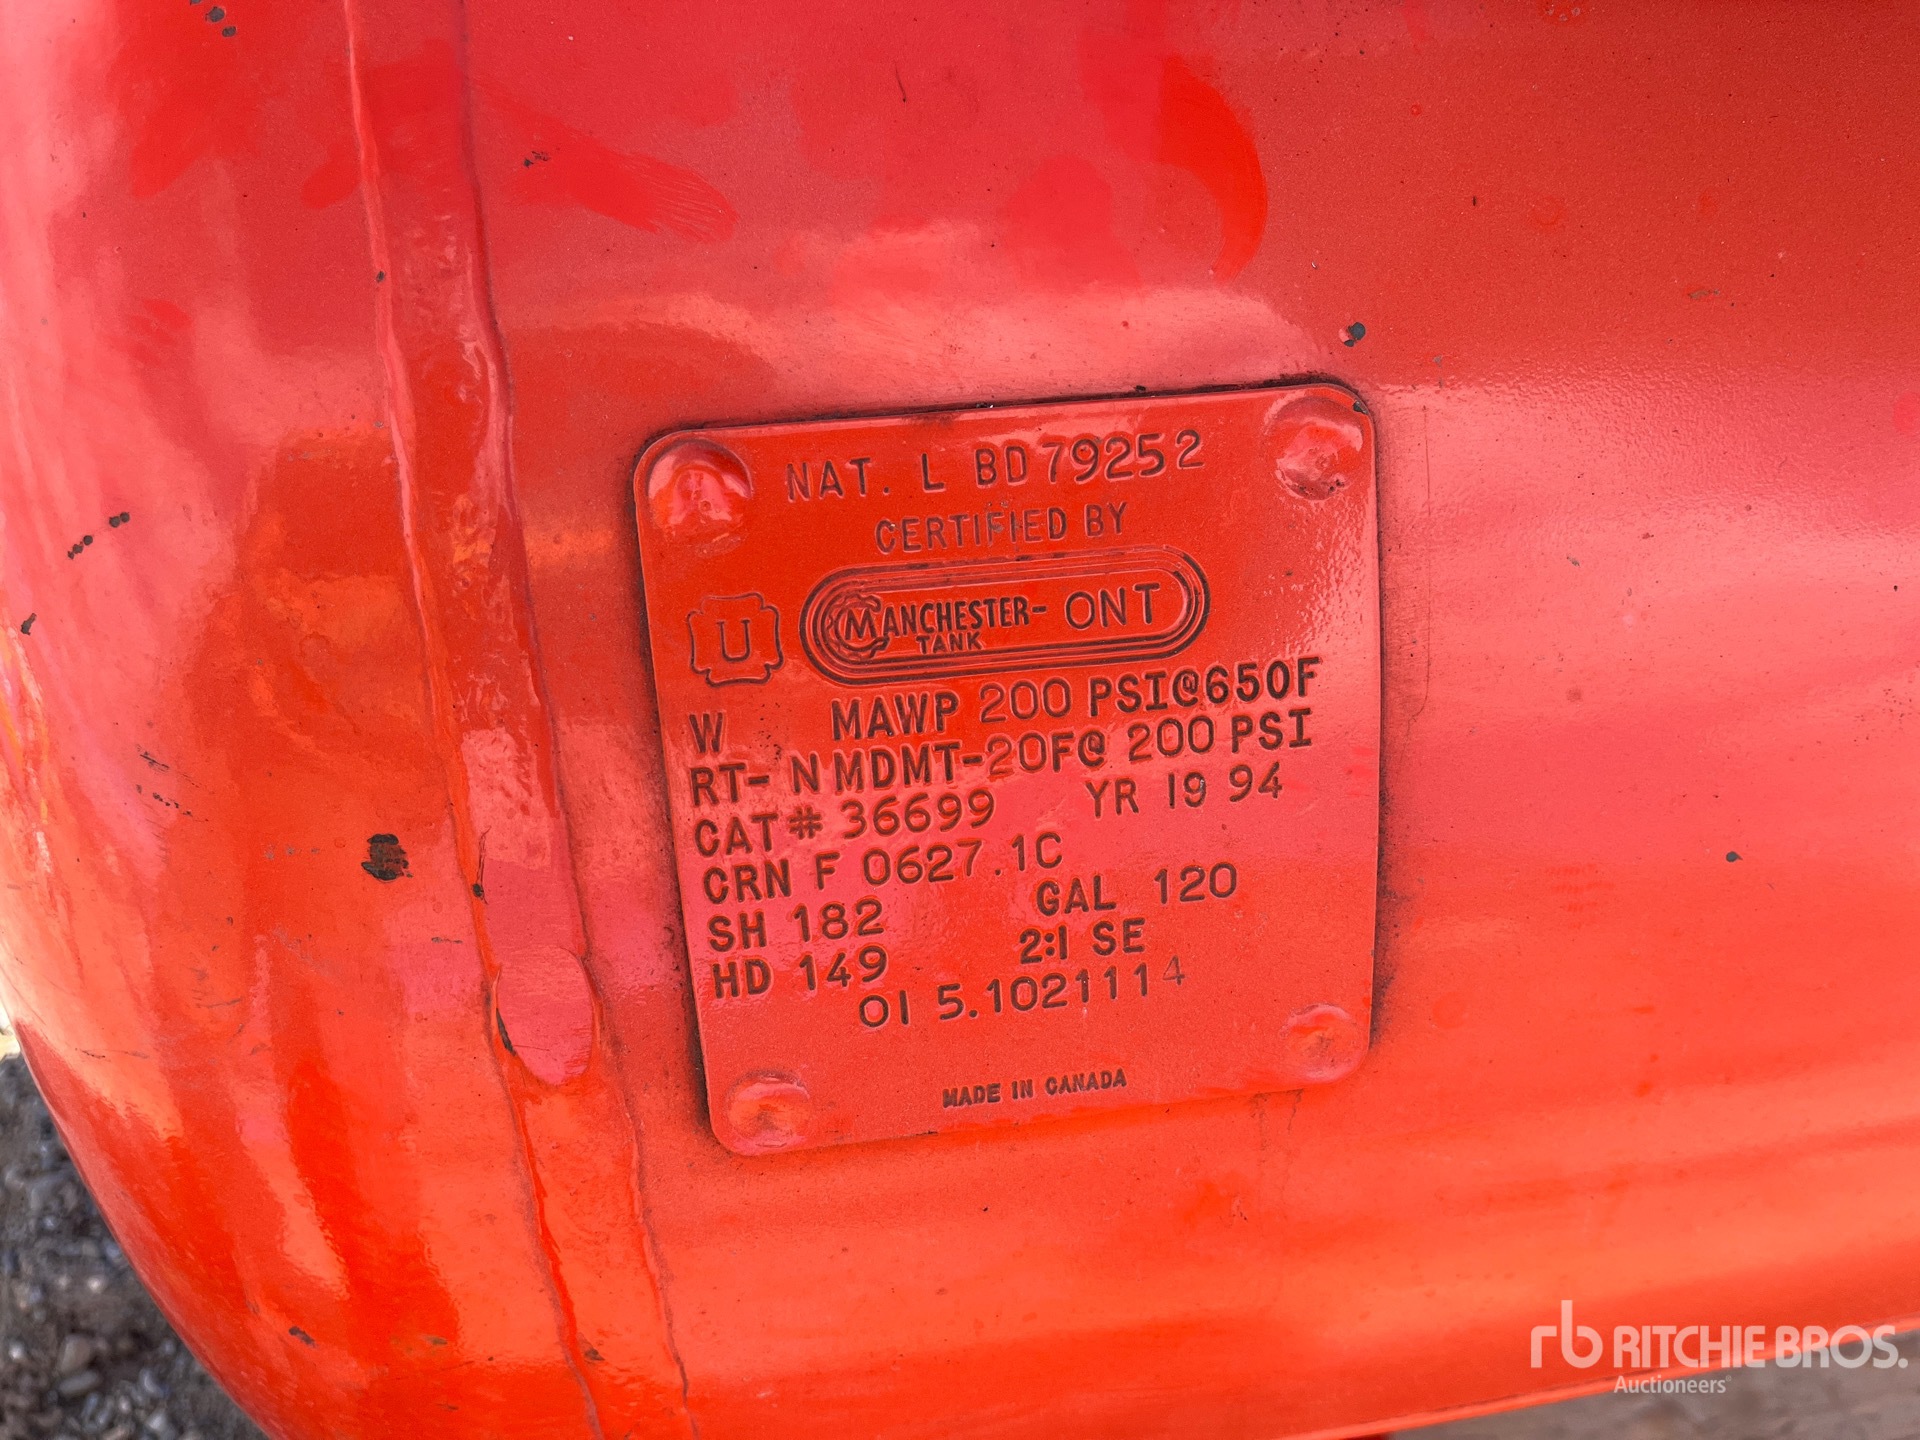 NAT. L BD79252
CERTIFIED BY
U
MANCHESTER- ONT
TANK
W MAWP 200 PSI@650F
RT- N MDMT-20F@ 200 PSI
CAT# 36699 YR 19 94
CRN F 0627.1C
SH 182 GAL 120
HD 149 2:1 SE
01 5.1021114
MADE IN CANADA
rb RITCHIE BROS.
Auctioneers